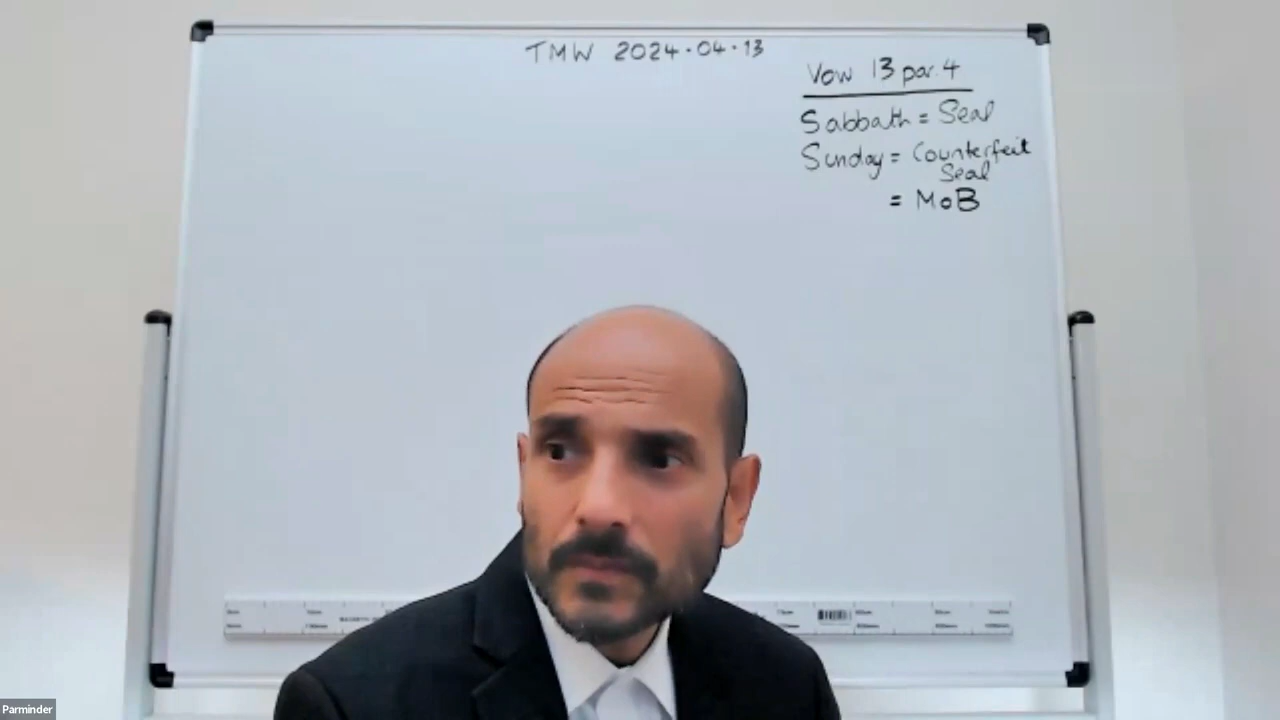 TMW 2024.04.13
Vow 13 par. 4
Sabbath = Seal
Sunday = Counterfeit
Seal
= MoB
Parminder